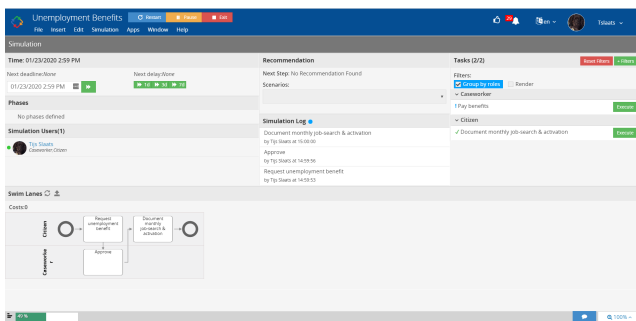 Unemployment Benefits
Restart
Pause
Exit
en
Tslaats
File Insert Edit Simulation Apps Window Help
Simulation
Time: 01/23/2020 2:59 PM
Next deadline:None
Next delay:None
01/23/2020 2:59 PM
1d 3d 7d
Phases
No phases defined
Simulation Users(1)
Tijs Slaats
Caseworker Citizen
Recommendation
Next Step: No Recommendation Found
Scenarios:
Simulation Log
Document monthly job-search & activation
by Tijs Slaats at 15:00:00
Approve
by Tijs Slaats at 14:59:56
Request unemployment benefit
by Tijs Slaats at 14:59:53
Tasks (2/2)
Reset Filters
+ Filters
Filters:
Group by roles
Render
Caseworker
! Pay benefits
Execute
Citizen
Document monthly job-search & activation
Execute
Swim Lanes
Costs:0
Citizen
Request
unemployment
benefit
Document
monthly
job-search &
activation
Caseworke
r
Approve
49 %
100%